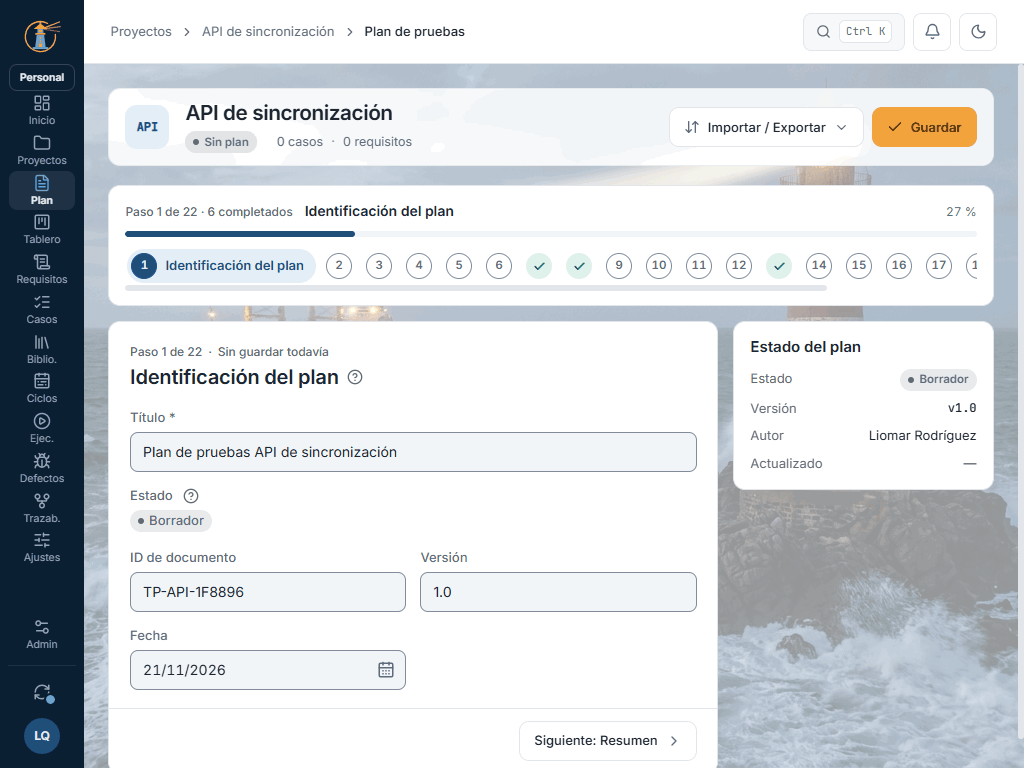 Proyectos > API de sincronización > Plan de pruebas
Ctrl K
Personal
Inicio
Proyectos
Plan
Tablero
Requisitos
Casos
Biblio.
Ciclos
Ejec.
Defectos
Trazab.
Ajustes
Admin
LQ
API
API de sincronización
Sin plan 0 casos · 0 requisitos
Importar / Exportar
Guardar
Paso 1 de 22 · 6 completados Identificación del plan 27 %
1 Identificación del plan 2 3 4 5 6 9 10 11 12 14 15 16 17
Paso 1 de 22 · Sin guardar todavía
Identificación del plan
Título *
Plan de pruebas API de sincronización
Estado
Borrador
ID de documento Versión
TP-API-1F8896 1.0
Fecha
21/11/2026
Siguiente: Resumen
Estado del plan
Estado Borrador
Versión v1.0
Autor Liomar Rodríguez
Actualizado —